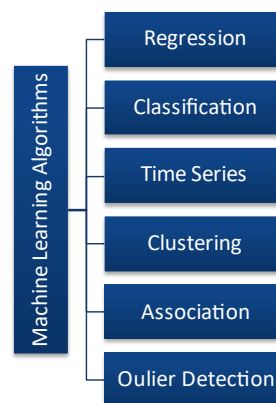 Machine Learning Algorithms
Regression
Classification
Time Series
Clustering
Association
Oulier Detection